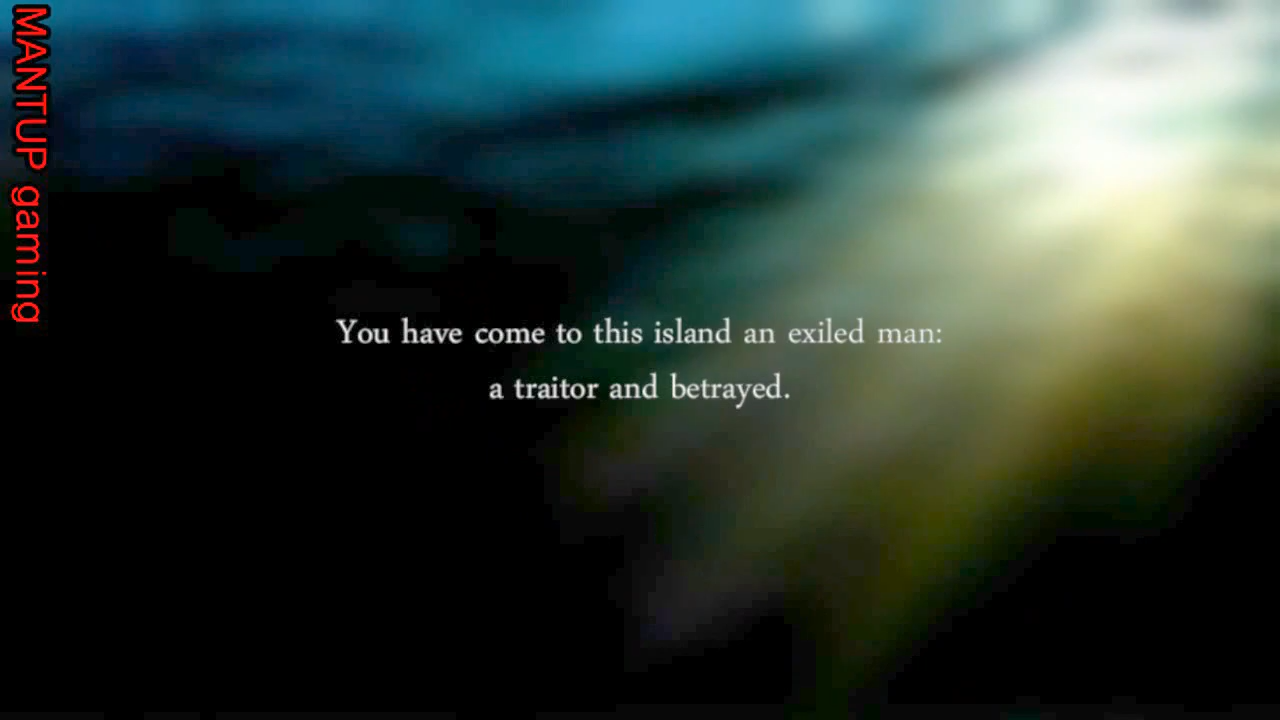 MANTUP gaming
You have come to this island an exiled man:
a traitor and betrayed.